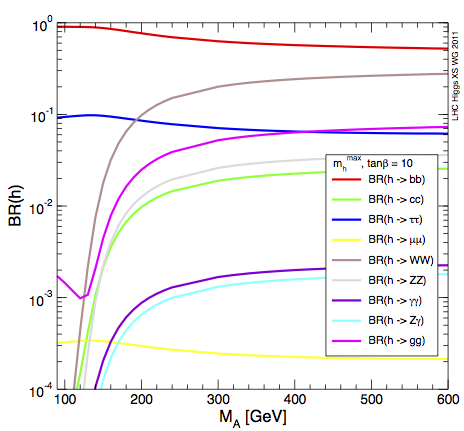 10⁰
10⁻¹
10⁻²
10⁻³
10⁻⁴
BR(h)
LHC Higgs XS WG 2011
mₕᵐᵃˣ, tanβ = 10
BR(h -> bb)
BR(h -> cc)
BR(h -> ττ)
BR(h -> μμ)
BR(h -> WW)
BR(h -> ZZ)
BR(h -> γγ)
BR(h -> Zγ)
BR(h -> gg)
100 200 300 400 500 600
M_A [GeV]